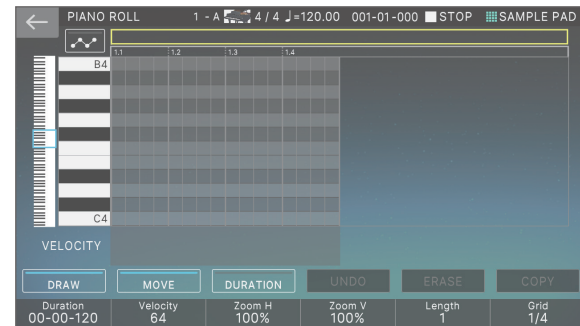 PIANO ROLL 1 - A 4 / 4 ♩=120.00 001-01-000 STOP SAMPLE PAD
1.1 1.2 1.3 1.4
B4
C4
VELOCITY
DRAW MOVE DURATION UNDO ERASE COPY
Duration Velocity Zoom H Zoom V Length Grid
00-00-120 64 100% 100% 1 1/4